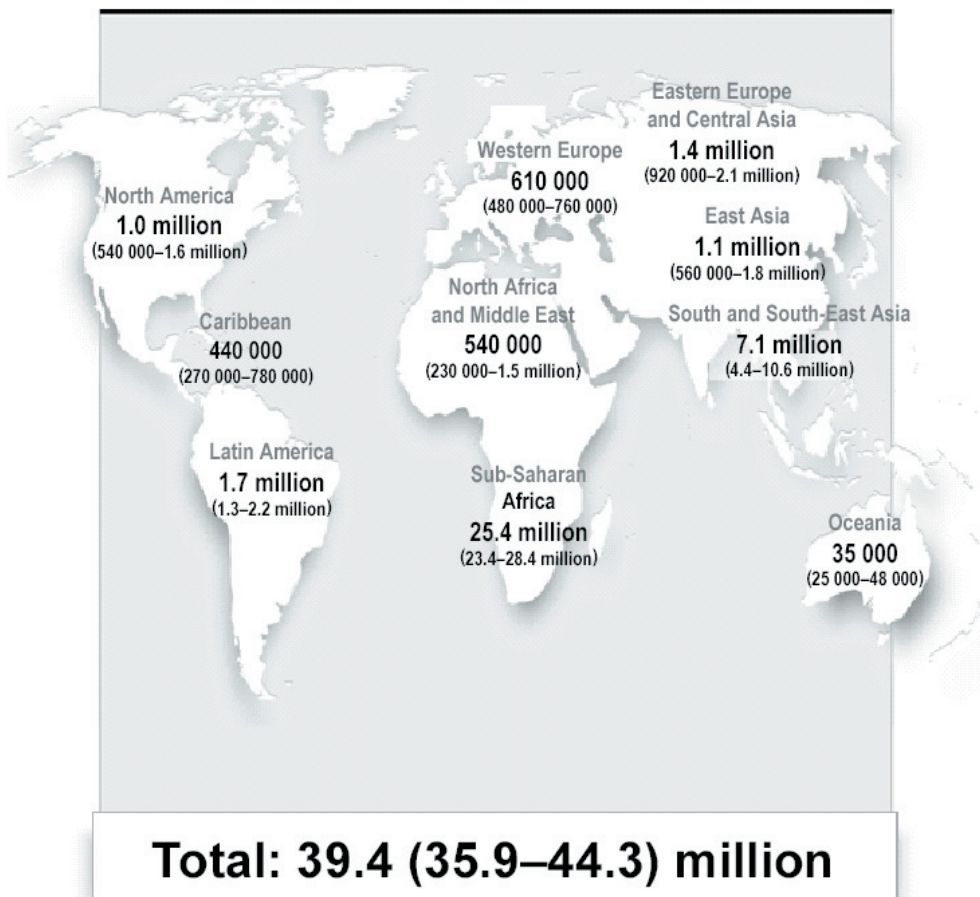 North America
1.0 million
(540 000–1.6 million)
Caribbean
440 000
(270 000–780 000)
Latin America
1.7 million
(1.3–2.2 million)
Western Europe
610 000
(480 000–760 000)
North Africa
and Middle East
540 000
(230 000–1.5 million)
Sub-Saharan
Africa
25.4 million
(23.4–28.4 million)
Eastern Europe
and Central Asia
1.4 million
(920 000–2.1 million)
East Asia
1.1 million
(560 000–1.8 million)
South and South-East Asia
7.1 million
(4.4–10.6 million)
Oceania
35 000
(25 000–48 000)
Total: 39.4 (35.9–44.3) million